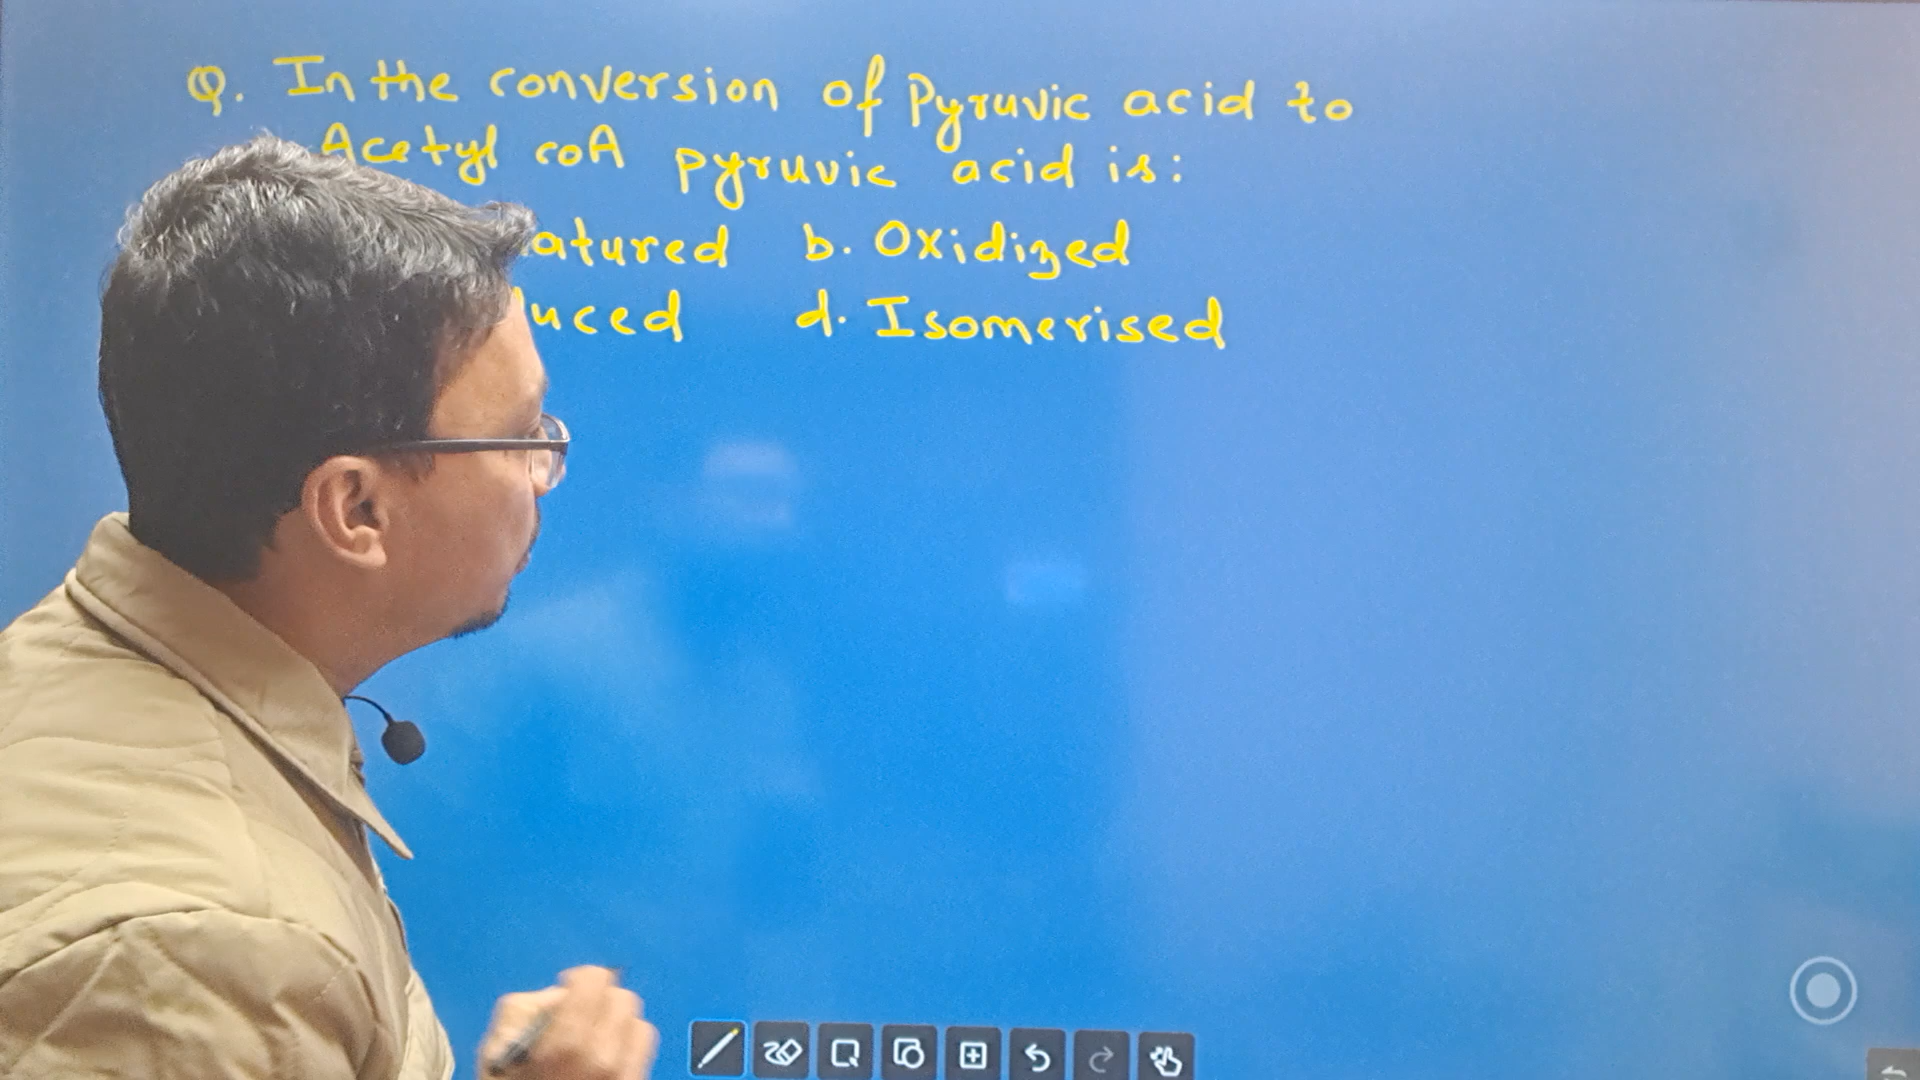 Q. In the conversion of Pyruvic acid to
Acetyl coA pyruvic acid is:
atured b. Oxidized
uced d. Isomerised